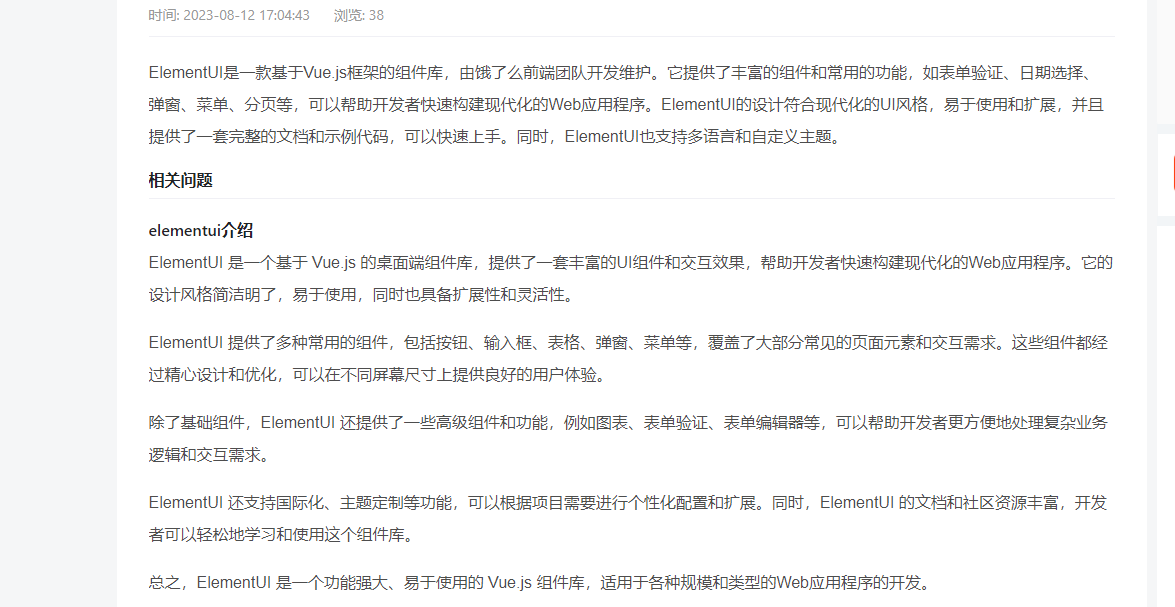 时间: 2023-08-12 17:04:43 浏览: 38
ElementUI是一款基于Vue.js框架的组件库，由饿了么前端团队开发维护。它提供了丰富的组件和常用的功能，如表单验证、日期选择、
弹窗、菜单、分页等，可以帮助开发者快速构建现代化的Web应用程序。ElementUI的设计符合现代化的UI风格，易于使用和扩展，并且
提供了一套完整的文档和示例代码，可以快速上手。同时，ElementUI也支持多语言和自定义主题。
相关问题
elementui介绍
ElementUI 是一个基于 Vue.js 的桌面端组件库，提供了一套丰富的UI组件和交互效果，帮助开发者快速构建现代化的Web应用程序。它的
设计风格简洁明了，易于使用，同时也具备扩展性和灵活性。
ElementUI 提供了多种常用的组件，包括按钮、输入框、表格、弹窗、菜单等，覆盖了大部分常见的页面元素和交互需求。这些组件都经
过精心设计和优化，可以在不同屏幕尺寸上提供良好的用户体验。
除了基础组件，ElementUI 还提供了一些高级组件和功能，例如图表、表单验证、表单编辑器等，可以帮助开发者更方便地处理复杂业务
逻辑和交互需求。
ElementUI 还支持国际化、主题定制等功能，可以根据项目需要进行个性化配置和扩展。同时，ElementUI 的文档和社区资源丰富，开发
者可以轻松地学习和使用这个组件库。
总之，ElementUI 是一个功能强大、易于使用的 Vue.js 组件库，适用于各种规模和类型的Web应用程序的开发。